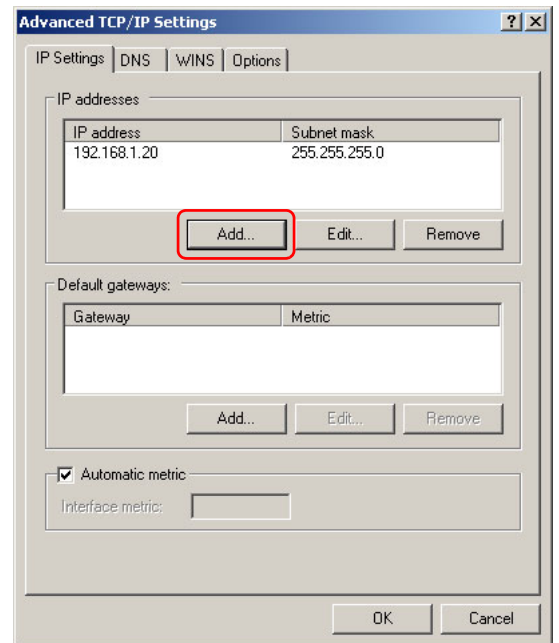 Advanced TCP/IP Settings
IP Settings DNS WINS Options
IP addresses
IP address Subnet mask
192.168.1.20 255.255.255.0
Add... Edit... Remove
Default gateways:
Gateway Metric
Add... Edit... Remove
Automatic metric
Interface metric:
OK Cancel